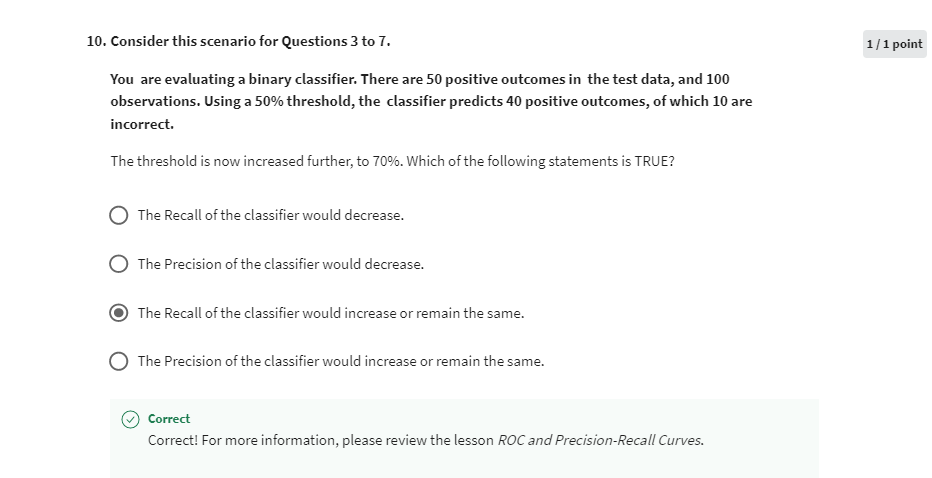 10. Consider this scenario for Questions 3 to 7.
1 / 1 point
You are evaluating a binary classifier. There are 50 positive outcomes in the test data, and 100
observations. Using a 50% threshold, the classifier predicts 40 positive outcomes, of which 10 are
incorrect.
The threshold is now increased further, to 70%. Which of the following statements is TRUE?
The Recall of the classifier would decrease.
The Precision of the classifier would decrease.
The Recall of the classifier would increase or remain the same.
The Precision of the classifier would increase or remain the same.
Correct
Correct! For more information, please review the lesson ROC and Precision-Recall Curves.